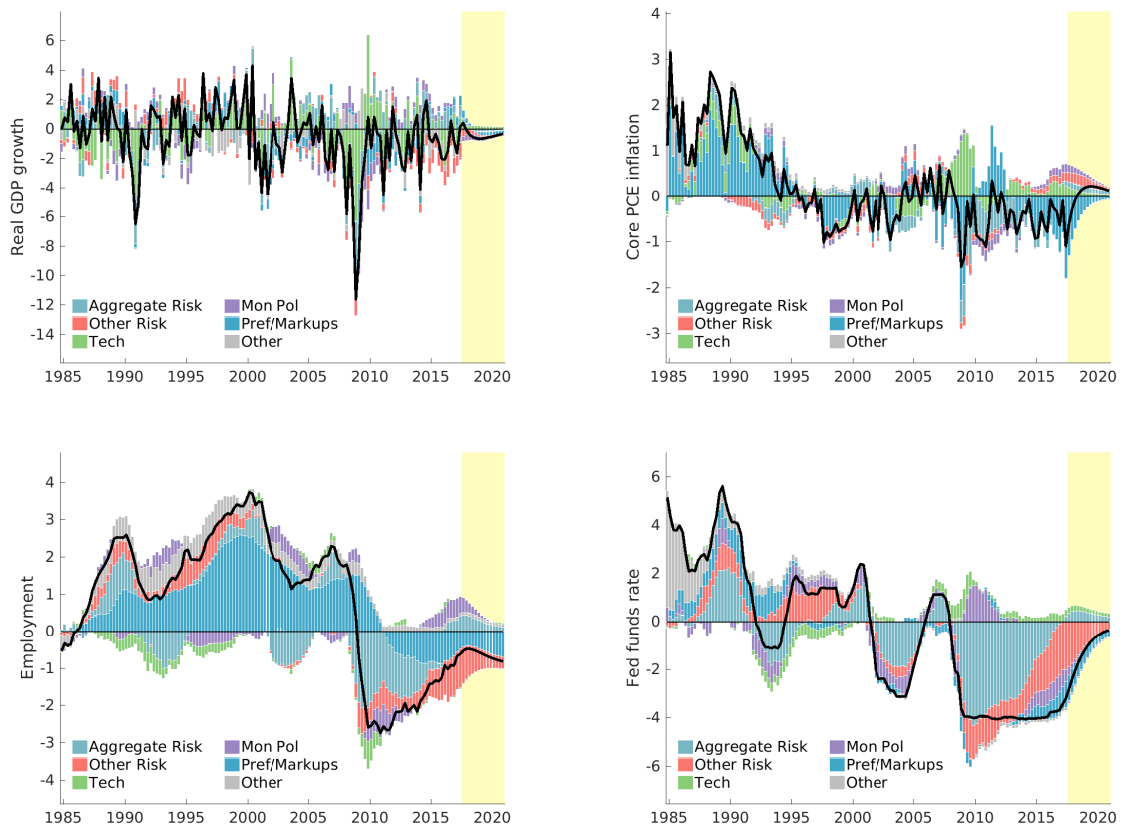 Real GDP growth
6
4
2
0
-2
-4
-6
-8
-10
-12
-14
Aggregate Risk
Other Risk
Tech
Mon Pol
Pref/Markups
Other
1985 1990 1995 2000 2005 2010 2015 2020
Core PCE inflation
4
3
2
1
0
-1
-2
-3
Aggregate Risk
Other Risk
Tech
Mon Pol
Pref/Markups
Other
1985 1990 1995 2000 2005 2010 2015 2020
Employment
4
3
2
1
0
-1
-2
-3
-4
Aggregate Risk
Other Risk
Tech
Mon Pol
Pref/Markups
Other
1985 1990 1995 2000 2005 2010 2015 2020
Fed funds rate
6
4
2
0
-2
-4
-6
Aggregate Risk
Other Risk
Tech
Mon Pol
Pref/Markups
Other
1985 1990 1995 2000 2005 2010 2015 2020